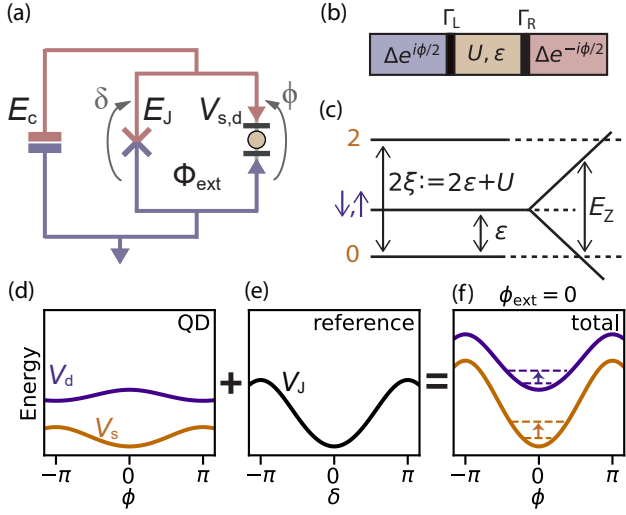 (a)
δ
E_J
V_s,d
ϕ
E_c
Φ_ext
(b)
Γ_L
Γ_R
Δe^{iϕ/2}
U, ε
Δe^{−iϕ/2}
(c)
2
2ξ:=2ε+U
↓,↑
ε
E_Z
0
(d)
QD
V_d
V_s
Energy
−π
0
π
ϕ
+
(e)
reference
V_J
−π
0
π
δ
=
(f)
ϕ_ext = 0
total
−π
0
π
ϕ